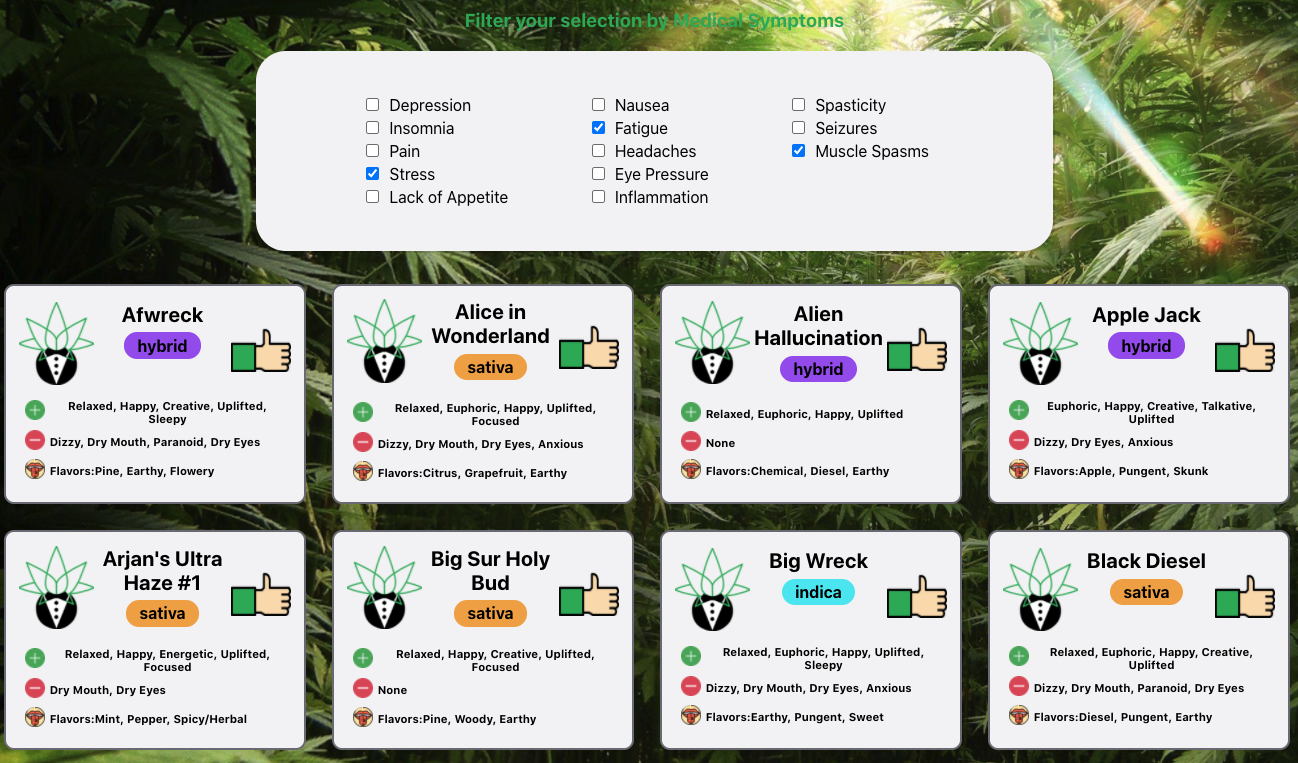 Filter your selection by Medical Symptoms
Depression
Insomnia
Pain
Stress
Lack of Appetite
Nausea
Fatigue
Headaches
Eye Pressure
Inflammation
Spasticity
Seizures
Muscle Spasms
Afwreck
hybrid
Relaxed, Happy, Creative, Uplifted,
Sleepy
Dizzy, Dry Mouth, Paranoid, Dry Eyes
Flavors:Pine, Earthy, Flowery
Alice in
Wonderland
sativa
Relaxed, Euphoric, Happy, Uplifted,
Focused
Dizzy, Dry Mouth, Dry Eyes, Anxious
Flavors:Citrus, Grapefruit, Earthy
Alien
Hallucination
hybrid
Relaxed, Euphoric, Happy, Uplifted
None
Flavors:Chemical, Diesel, Earthy
Apple Jack
hybrid
Euphoric, Happy, Creative, Talkative,
Uplifted
Dizzy, Dry Eyes, Anxious
Flavors:Apple, Pungent, Skunk
Arjan's Ultra
Haze #1
sativa
Relaxed, Happy, Energetic, Uplifted,
Focused
Dry Mouth, Dry Eyes
Flavors:Mint, Pepper, Spicy/Herbal
Big Sur Holy
Bud
sativa
Relaxed, Happy, Creative, Uplifted,
Focused
None
Flavors:Pine, Woody, Earthy
Big Wreck
indica
Relaxed, Euphoric, Happy, Uplifted,
Sleepy
Dizzy, Dry Mouth, Dry Eyes, Anxious
Flavors:Earthy, Pungent, Sweet
Black Diesel
sativa
Relaxed, Euphoric, Happy, Creative,
Uplifted
Dizzy, Dry Mouth, Paranoid, Dry Eyes
Flavors:Diesel, Pungent, Earthy